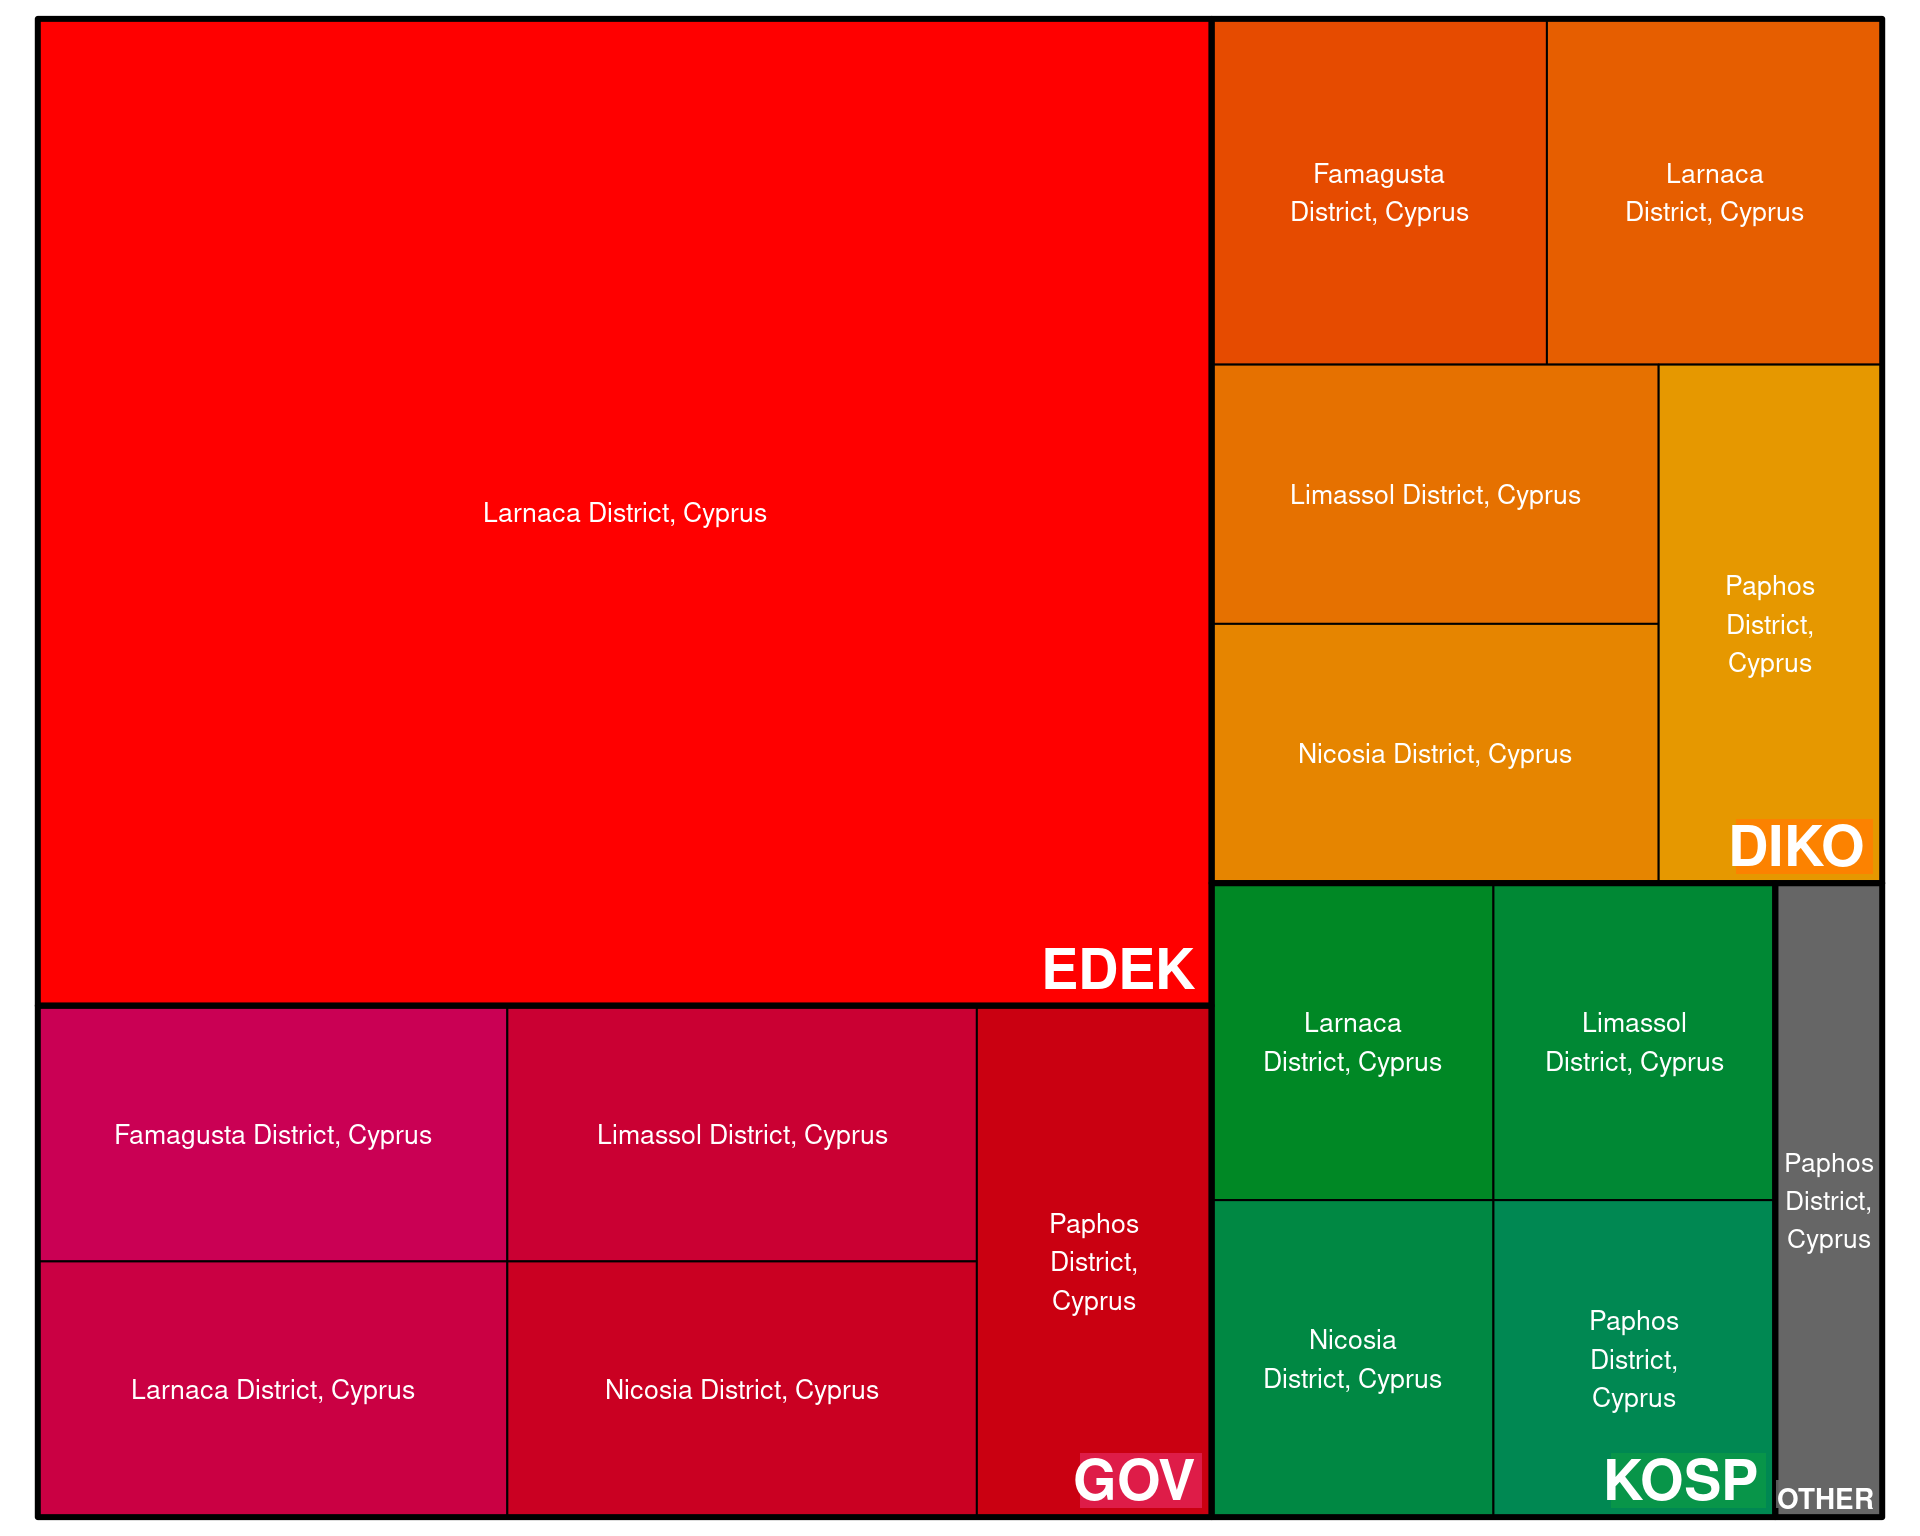 Larnaca District, Cyprus
EDEK
Famagusta
District, Cyprus
Larnaca
District, Cyprus
Limassol District, Cyprus
Nicosia District, Cyprus
Paphos
District,
Cyprus
DIKO
Famagusta District, Cyprus
Limassol District, Cyprus
Larnaca District, Cyprus
Nicosia District, Cyprus
Paphos
District,
Cyprus
GOV
Larnaca
District, Cyprus
Limassol
District, Cyprus
Nicosia
District, Cyprus
Paphos
District,
Cyprus
KOSP
Paphos
District,
Cyprus
OTHER